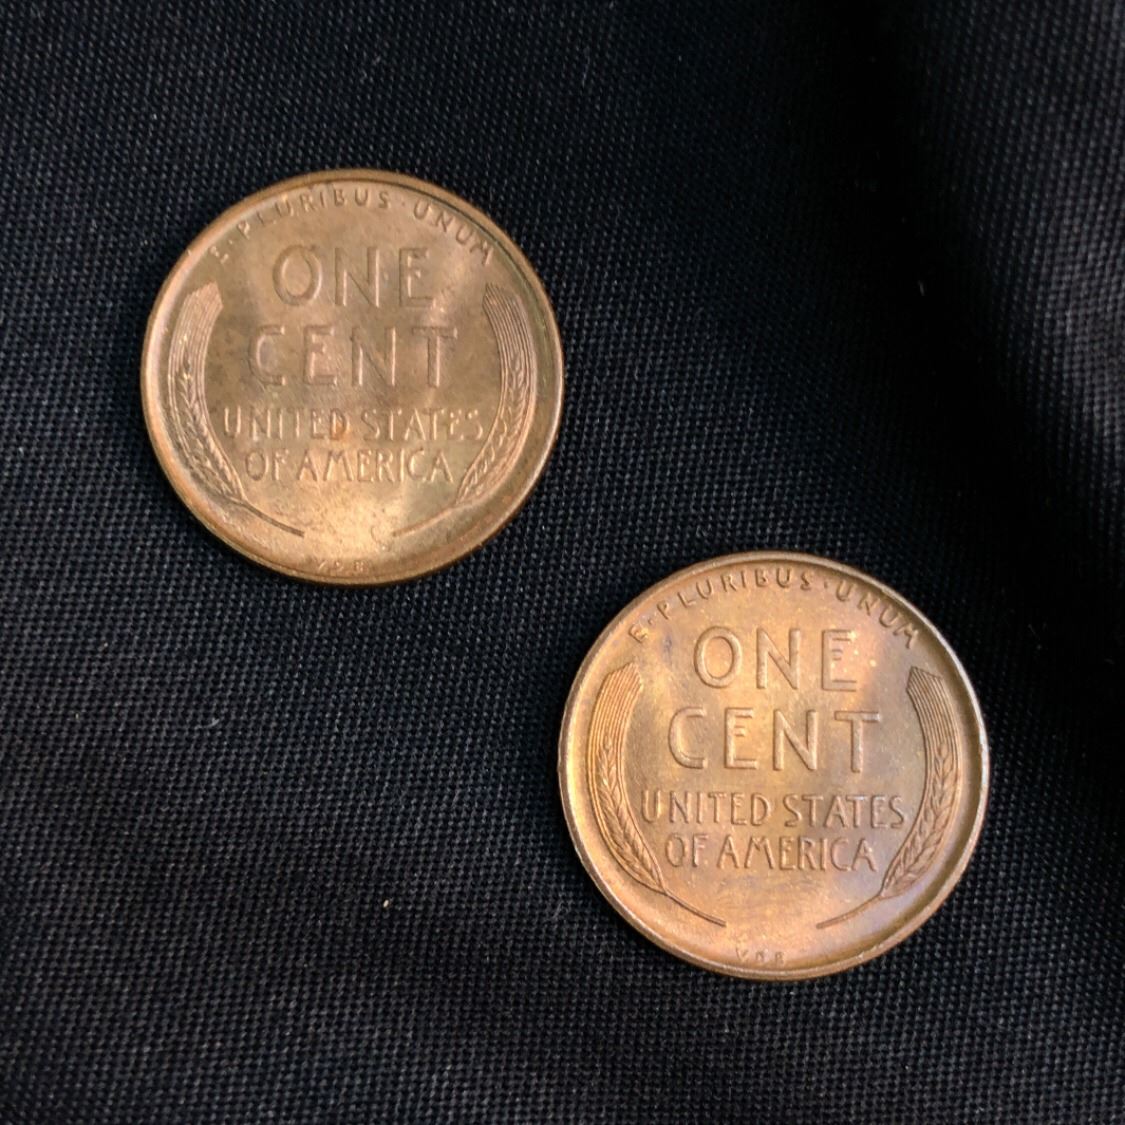 E·PLURIBUS·UNUM
ONE
CENT
UNITED STATES
OF AMERICA
V.D.B.
E·PLURIBUS·UNUM
ONE
CENT
UNITED STATES
OF AMERICA
V.D.B.